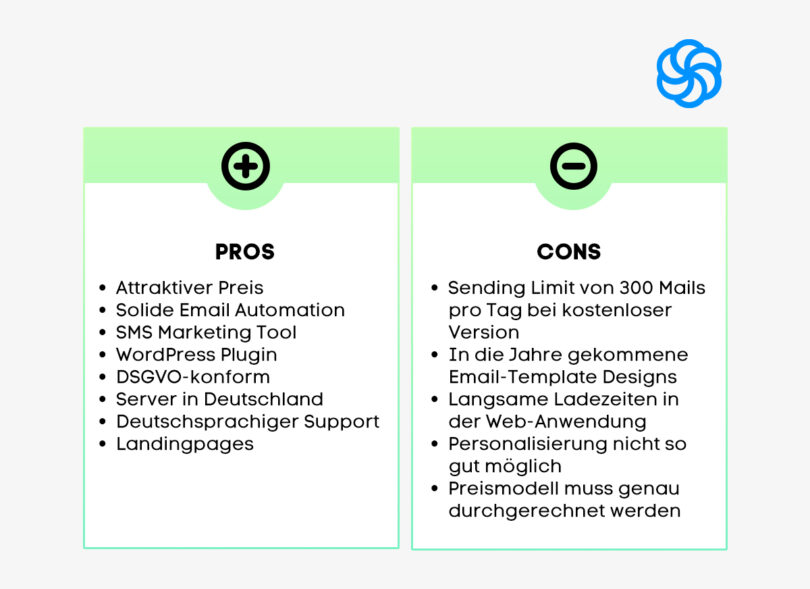 PROS
Attraktiver Preis
Solide Email Automation
SMS Marketing Tool
WordPress Plugin
DSGVO-konform
Server in Deutschland
Deutschsprachiger Support
Landingpages
CONS
Sending Limit von 300 Mails
pro Tag bei kostenloser
Version
In die Jahre gekommene
Email-Template Designs
Langsame Ladezeiten in
der Web-Anwendung
Personalisierung nicht so
gut möglich
Preismodell muss genau
durchgerechnet werden